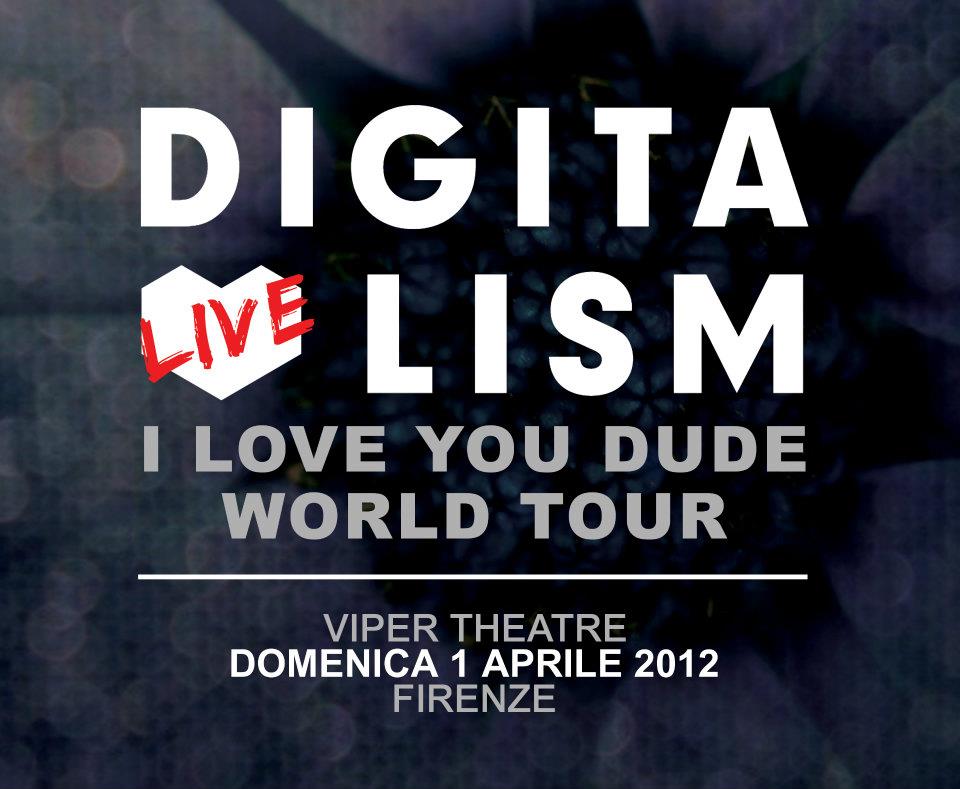 DIGITA
LIVE LISM
I LOVE YOU DUDE
WORLD TOUR
VIPER THEATRE
DOMENICA 1 APRILE 2012
FIRENZE